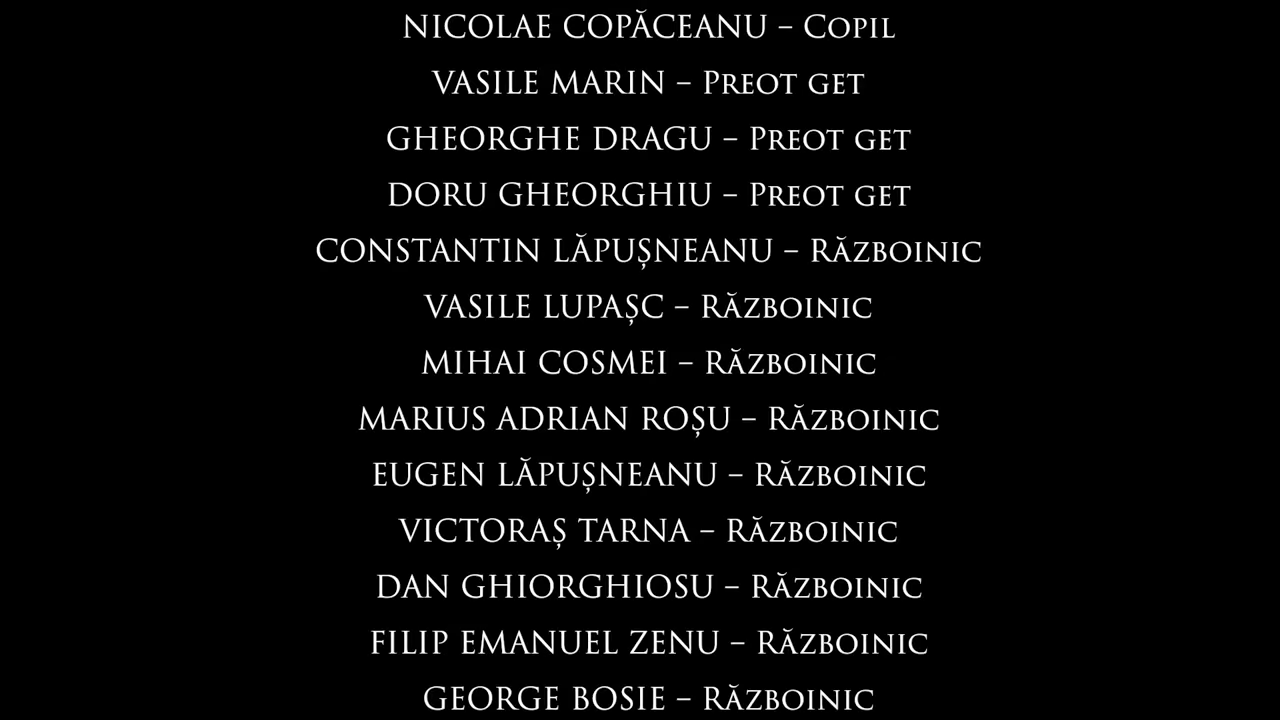 NICOLAE COPĂCEANU – Copil
VASILE MARIN – Preot get
GHEORGHE DRAGU – Preot get
DORU GHEORGHIU – Preot get
CONSTANTIN LĂPUȘNEANU – Războinic
VASILE LUPAȘC – Războinic
MIHAI COSMEI – Războinic
MARIUS ADRIAN ROȘU – Războinic
EUGEN LĂPUȘNEANU – Războinic
VICTORAȘ TARNA – Războinic
DAN GHIORGHIOSU – Războinic
FILIP EMANUEL ZENU – Războinic
GEORGE BOSIE – Războinic